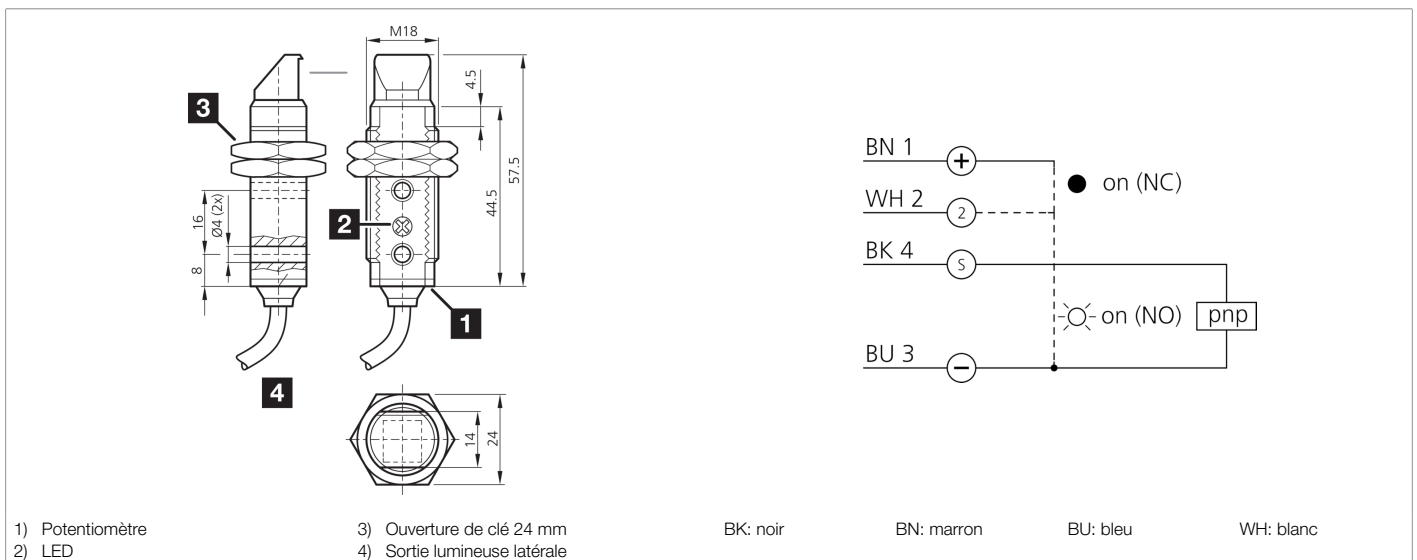 M18
4.5
3
57.5
44.5
16
Ø4 (2x)
8
2
1
4
14
24
BN 1
+
on (NC)
WH 2
2
BK 4
S
on (NO)
pnp
BU 3
−
1) Potentiomètre
2) LED
3) Ouverture de clé 24 mm
4) Sortie lumineuse latérale
BK: noir
BN: marron
BU: bleu
WH: blanc